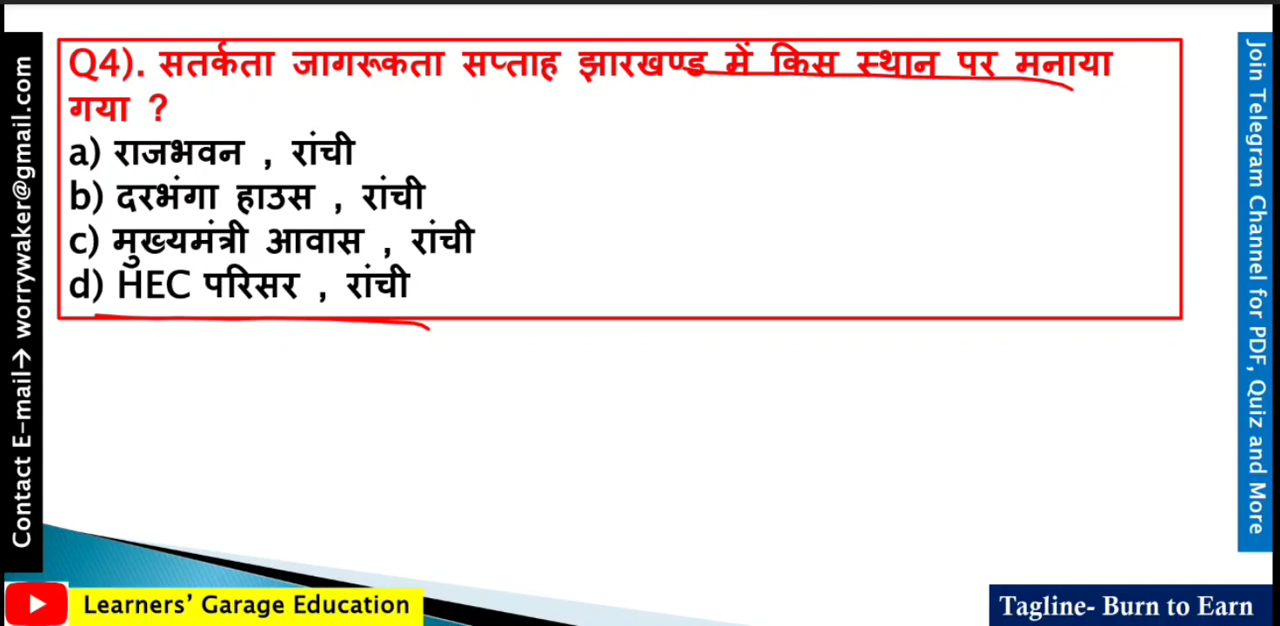 Q4). सतर्कता जागरूकता सप्ताह झारखण्ड में किस स्थान पर मनाया
गया ?
a) राजभवन , रांची
b) दरभंगा हाउस , रांची
c) मुख्यमंत्री आवास , रांची
d) HEC परिसर , रांची
Contact E-mail→ worrywaker@gmail.com
Join Telegram Channel for PDF, Quiz and More
Learners’ Garage Education
Tagline- Burn to Earn